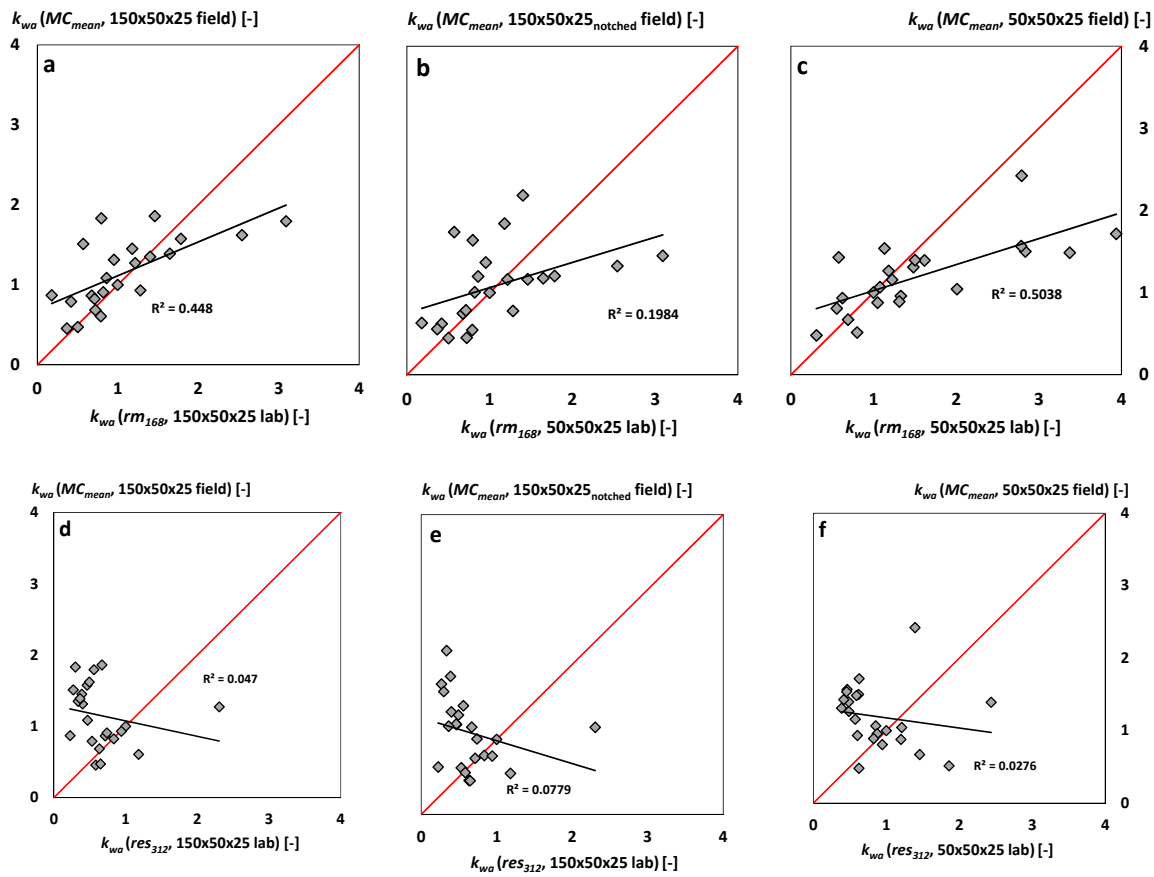 k_wa (MC_mean, 150x50x25 field) [-]
a
4
3
2
1
0
R² = 0.448
0 1 2 3 4
k_wa (rm_168, 150x50x25 lab) [-]
k_wa (MC_mean, 150x50x25_notched field) [-]
b
4
3
2
1
0
R² = 0.1984
0 1 2 3 4
k_wa (rm_168, 50x50x25 lab) [-]
k_wa (MC_mean, 50x50x25 field) [-]
c
4
3
2
1
0
R² = 0.5038
0 1 2 3 4
k_wa (rm_168, 50x50x25 lab) [-]
k_wa (MC_mean, 150x50x25 field) [-]
d
4
3
2
1
0
R² = 0.047
0 1 2 3 4
k_wa (res_312, 150x50x25 lab) [-]
k_wa (MC_mean, 150x50x25_notched field) [-]
e
R² = 0.0779
0 1 2 3 4
k_wa (res_312, 150x50x25 lab) [-]
k_wa (MC_mean, 50x50x25 field) [-]
f
4
3
2
1
0
R² = 0.0276
0 1 2 3 4
k_wa (res_312, 50x50x25 lab) [-]